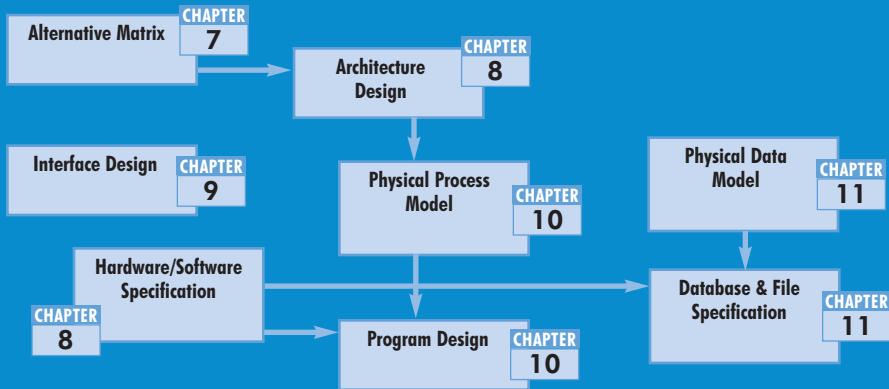 Alternative Matrix
CHAPTER
7
Architecture
Design
CHAPTER
8
Interface Design
CHAPTER
9
Physical Process
Model
CHAPTER
10
Physical Data
Model
CHAPTER
11
Hardware/Software
Specification
CHAPTER
8
Database & File
Specification
CHAPTER
11
Program Design
CHAPTER
10